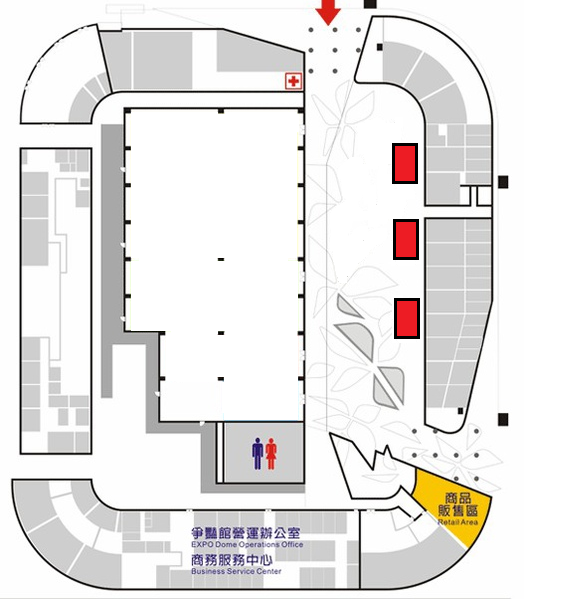 商品
販售區
Retail Area
爭豔館營運辦公室
EXPO Dome Operations Office
商務服務中心
Business Service Center